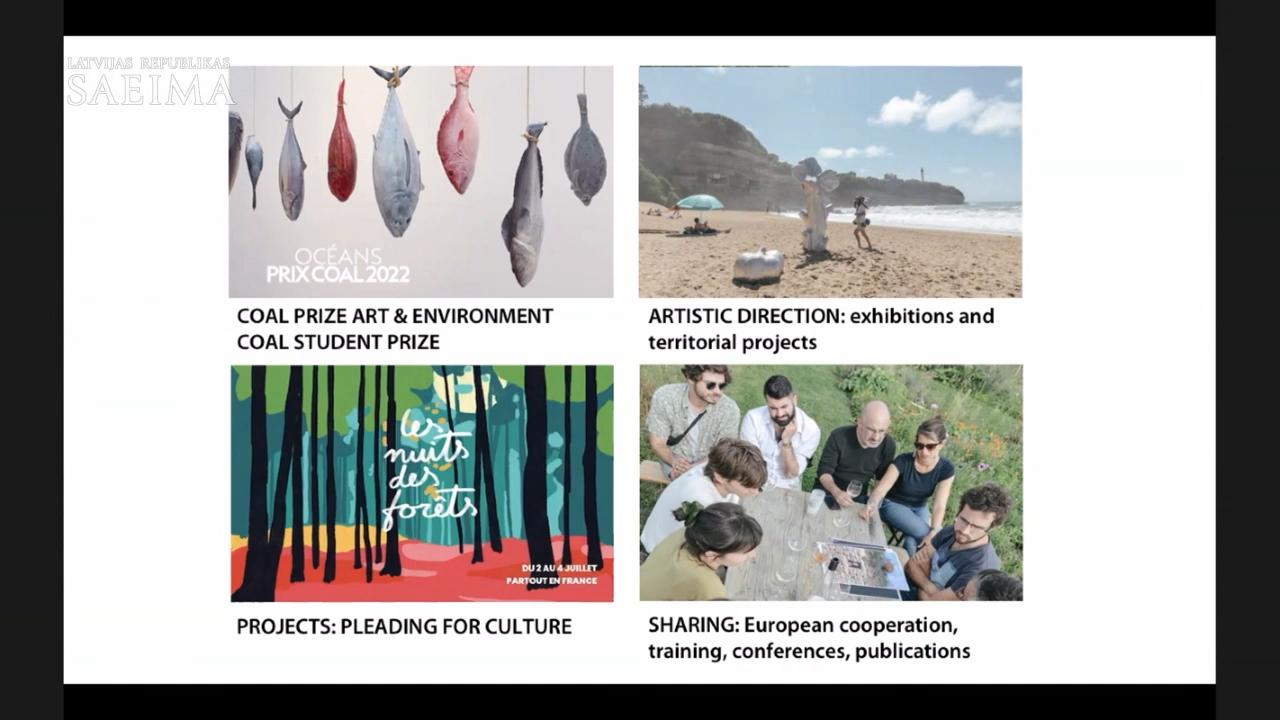 LATVIJAS REPUBLIKAS
SAEIMA
OCÉANS
PRIX COAL 2022
COAL PRIZE ART & ENVIRONMENT
COAL STUDENT PRIZE
ARTISTIC DIRECTION: exhibitions and
territorial projects
les
nuits
des
forêts
DU 2 AU 4 JUILLET
PARTOUT EN FRANCE
PROJECTS: PLEADING FOR CULTURE
SHARING: European cooperation,
training, conferences, publications